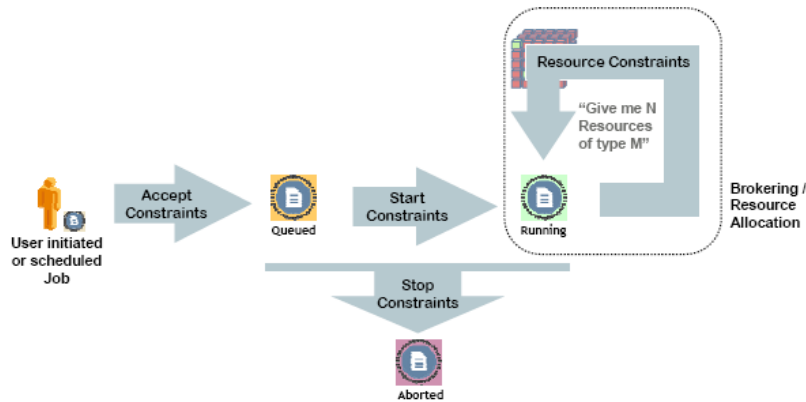 Resource Constraints
“Give me N
Resources
of type M”
Accept
Constraints
Start
Constraints
Brokering /
Resource
Allocation
Queued
Running
User initiated
or scheduled
Job
Stop
Constraints
Aborted